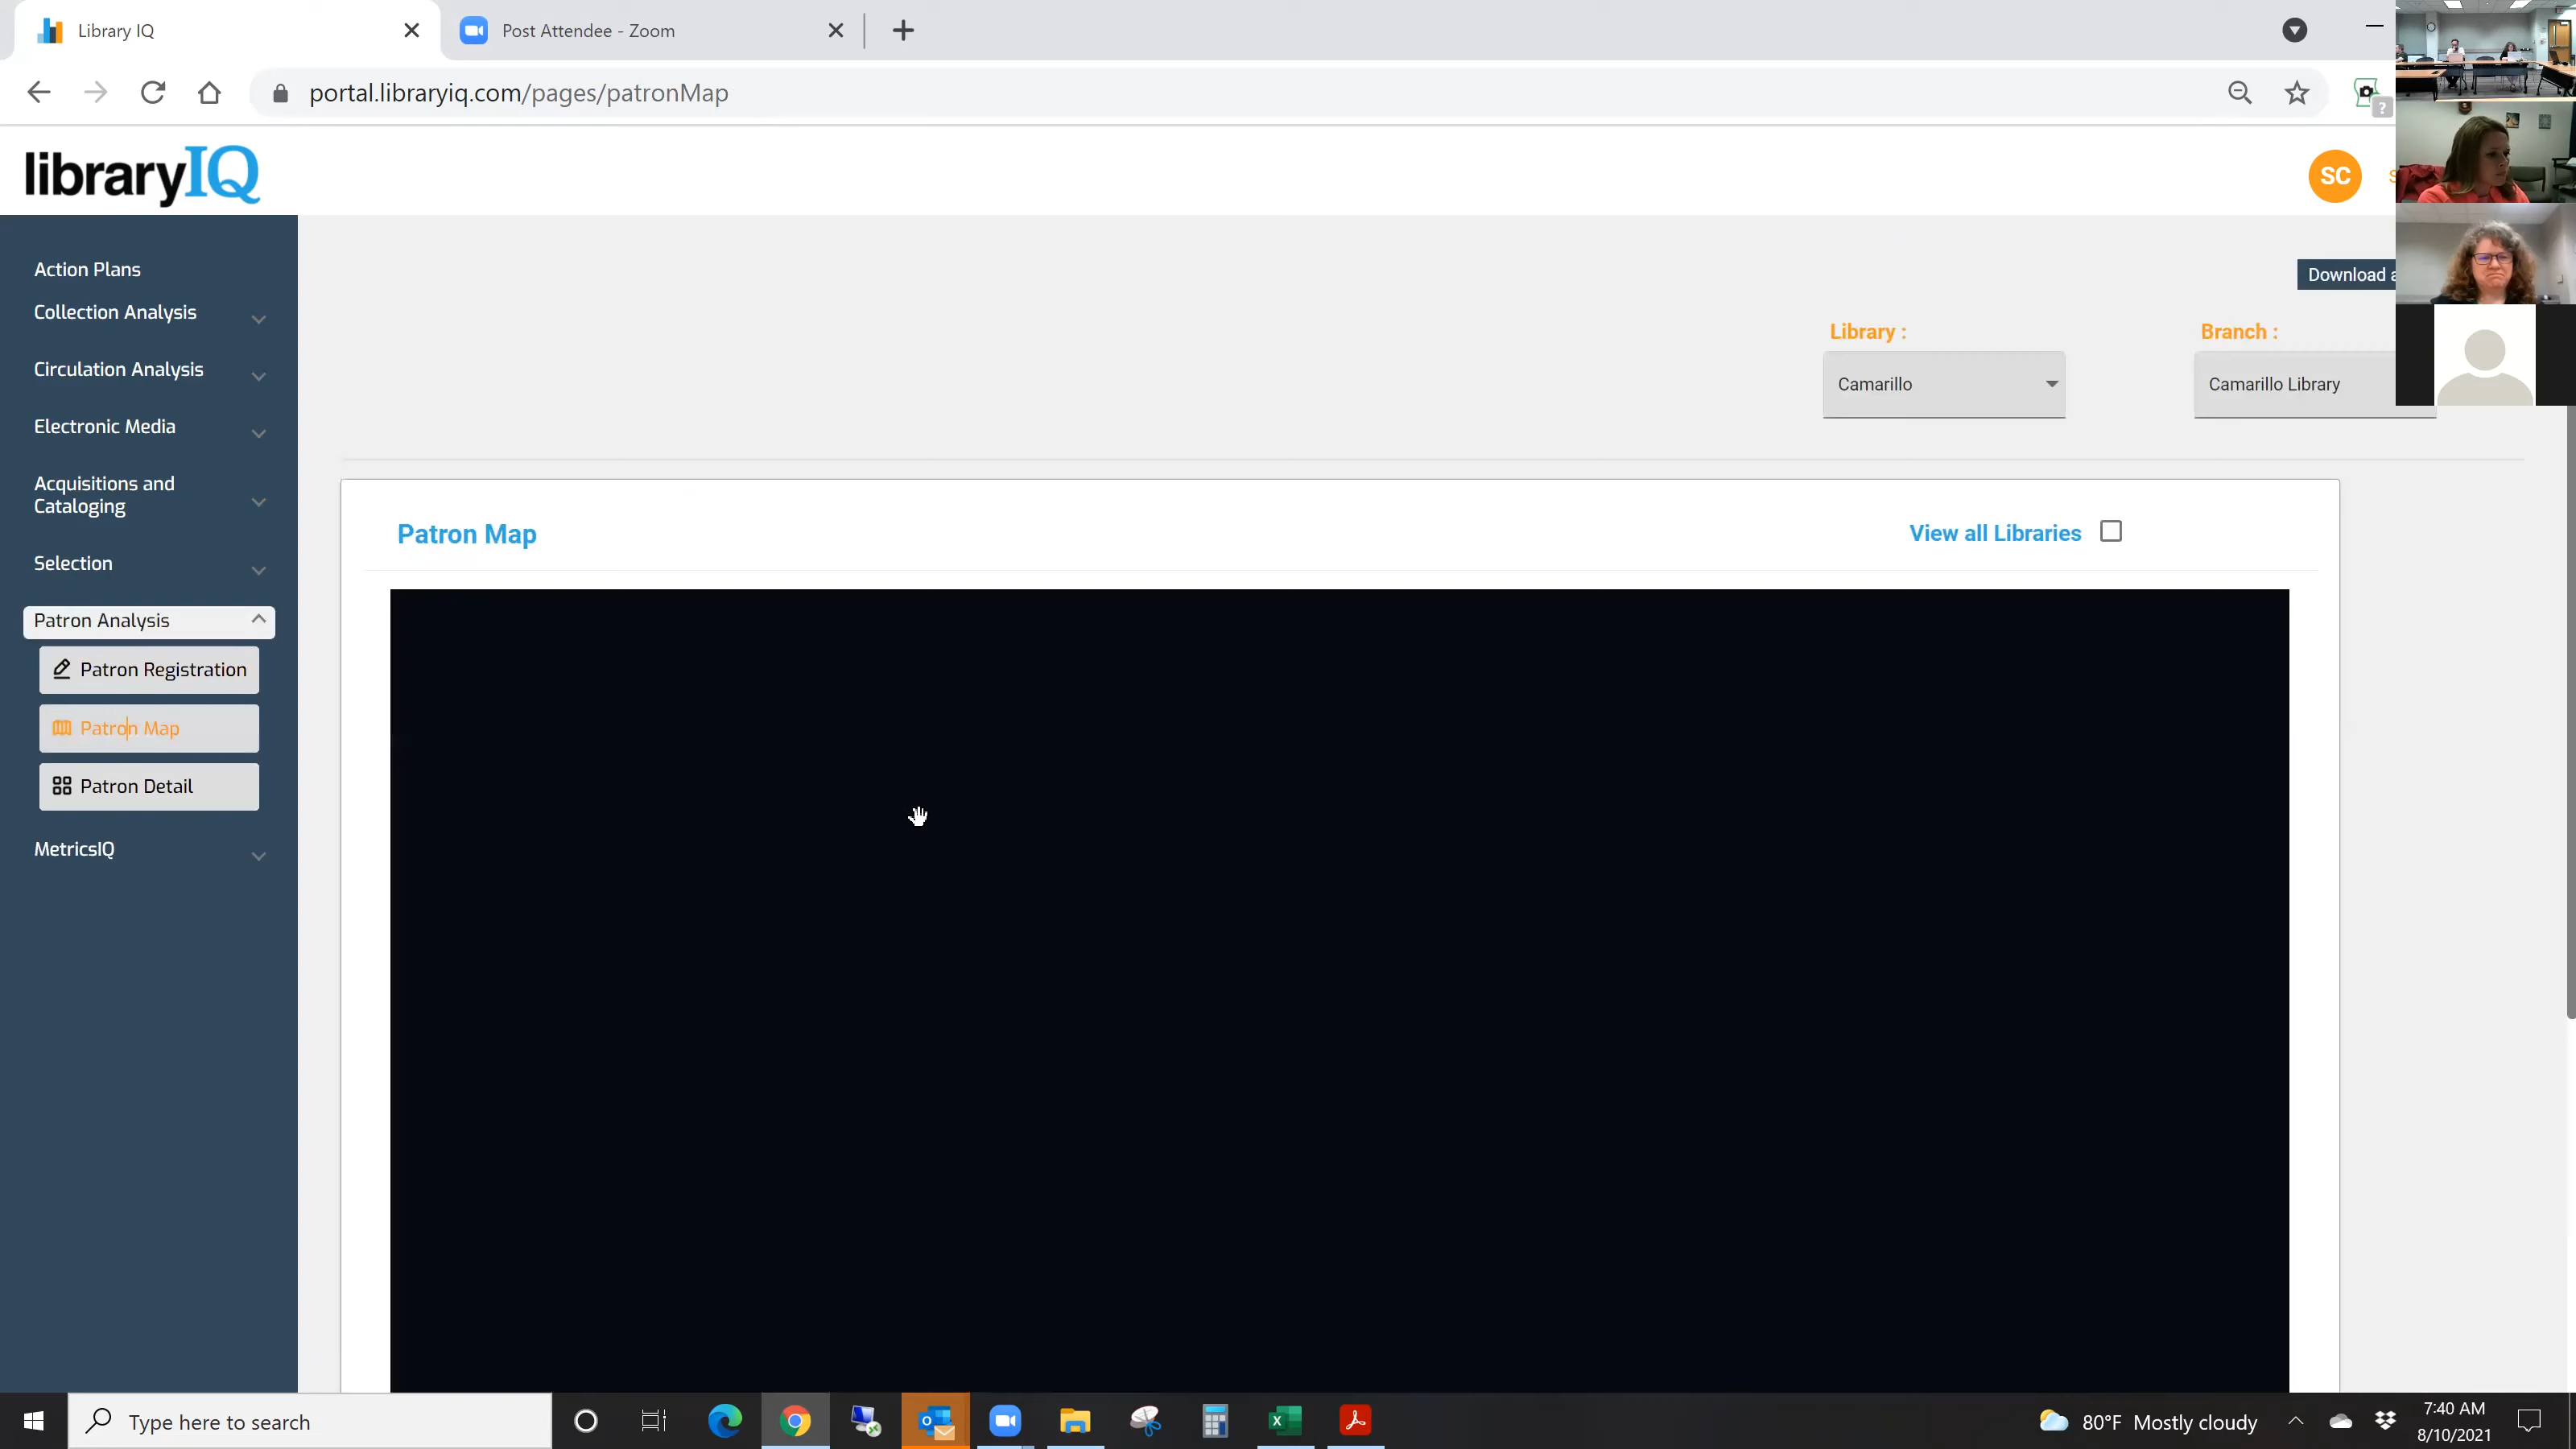 Library IQ
Post Attendee - Zoom
portal.libraryiq.com/pages/patronMap
?
libraryIQ
SC
Download a
Action Plans
Collection Analysis
Circulation Analysis
Electronic Media
Acquisitions and
Cataloging
Selection
Patron Analysis
Patron Registration
Patron Map
Patron Detail
MetricsIQ
Library :
Branch :
Camarillo
Camarillo Library
Patron Map
View all Libraries
Type here to search
80°F Mostly cloudy
7:40 AM
8/10/2021